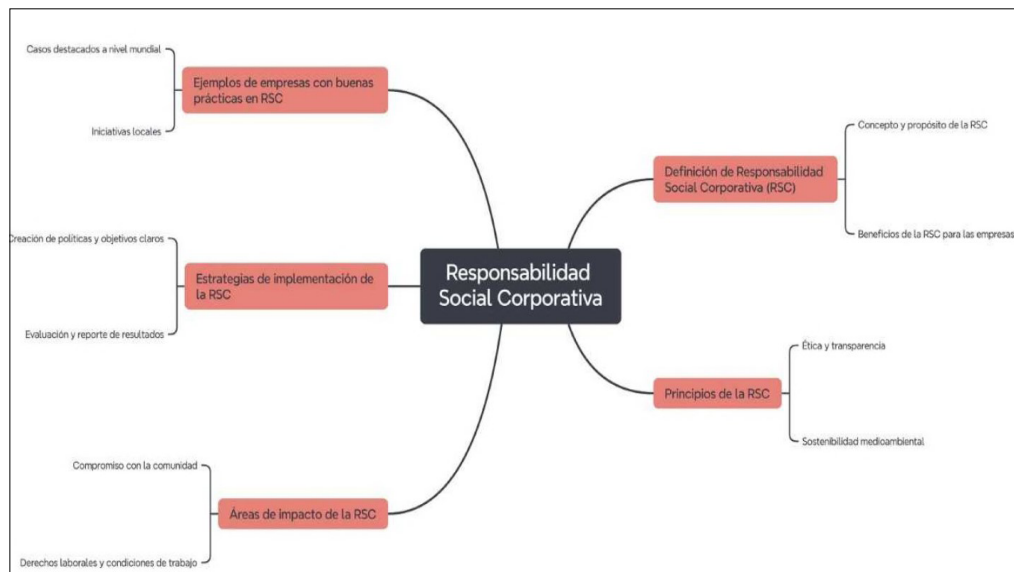 Responsabilidad
Social Corporativa
Definición de Responsabilidad
Social Corporativa (RSC)
Concepto y propósito de la RSC
Beneficios de la RSC para las empresas
Principios de la RSC
Ética y transparencia
Sostenibilidad medioambiental
Áreas de impacto de la RSC
Compromiso con la comunidad
Derechos laborales y condiciones de trabajo
Estrategias de implementación de
la RSC
Creación de políticas y objetivos claros
Evaluación y reporte de resultados
Ejemplos de empresas con buenas
prácticas en RSC
Casos destacados a nivel mundial
Iniciativas locales